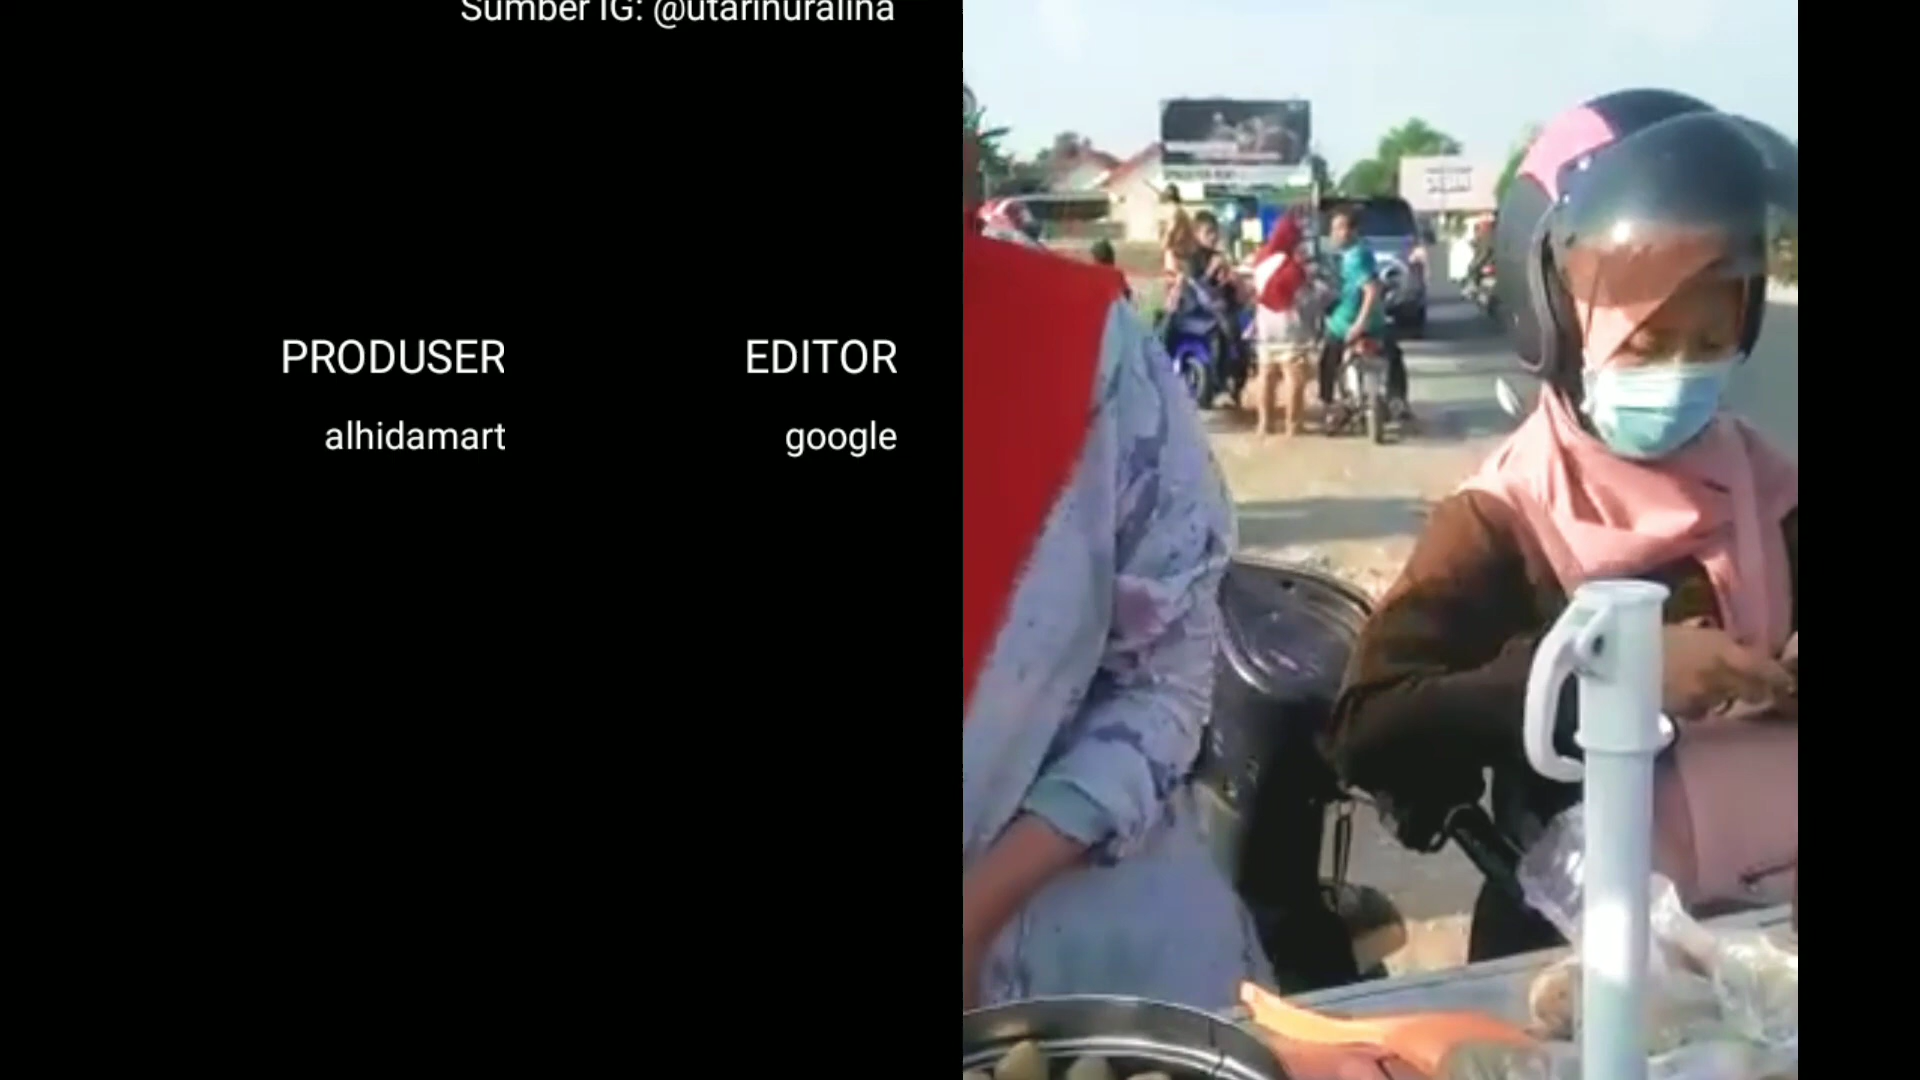 Sumber IG: @utarinuralina
PRODUSER
EDITOR
alhidamart
google